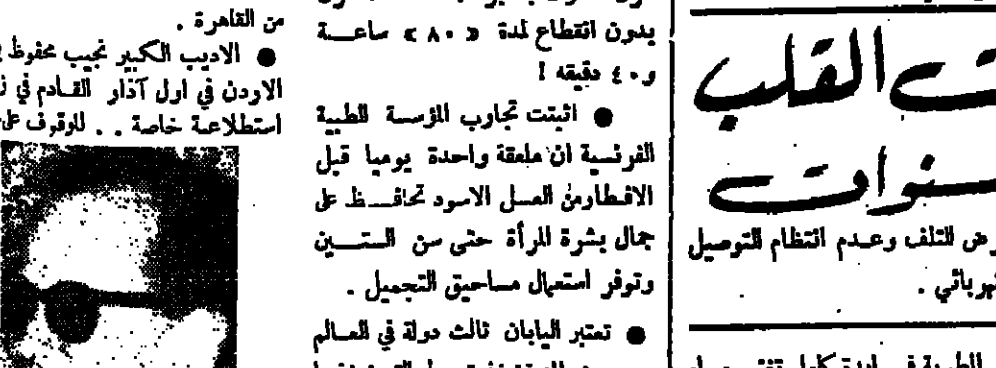 ت القلب
سنوات
رض التلف وعدم انتظام التوصيل
هربائي .
بدون انقطاع لمدة « ٨٠ » ساعة
و ٤٠ دقيقه !
● اثبتت تجارب المؤسسة الطبية
الفرنسية ان ملعقة واحدة يوميا قبل
الافطار ومن العسل الاسود تحافظ على
جمال بشرة المرأة حتى سن الستين
وتوفر استعمال مساحيق التجميل .
● تعتبر اليابان ثالث دولة في العالم
من القاهرة .
● الاديب الكبير نجيب محفوظ
الاردن في اول آذار القادم في
استطلاعة خاصة . . للوقوف على